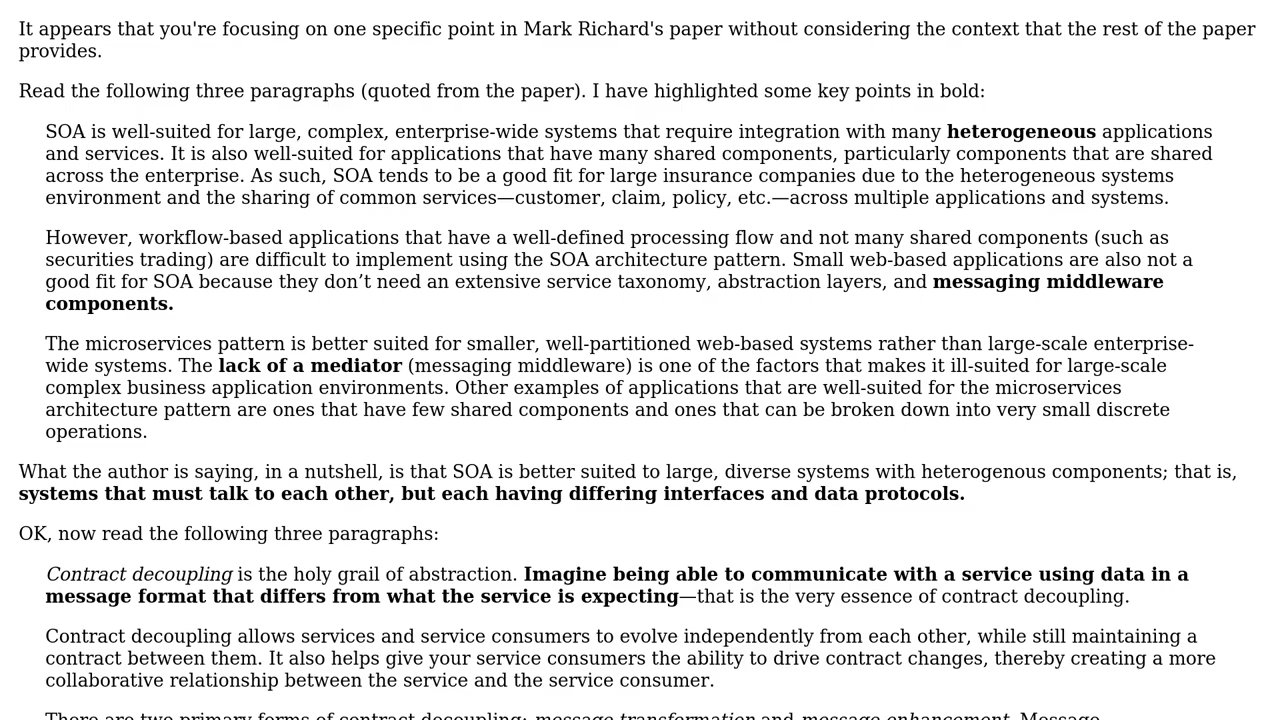 It appears that you're focusing on one specific point in Mark Richard's paper without considering the context that the rest of the paper
provides.
Read the following three paragraphs (quoted from the paper). I have highlighted some key points in bold:
SOA is well-suited for large, complex, enterprise-wide systems that require integration with many heterogeneous applications
and services. It is also well-suited for applications that have many shared components, particularly components that are shared
across the enterprise. As such, SOA tends to be a good fit for large insurance companies due to the heterogeneous systems
environment and the sharing of common services—customer, claim, policy, etc.—across multiple applications and systems.
However, workflow-based applications that have a well-defined processing flow and not many shared components (such as
securities trading) are difficult to implement using the SOA architecture pattern. Small web-based applications are also not a
good fit for SOA because they don’t need an extensive service taxonomy, abstraction layers, and messaging middleware
components.
The microservices pattern is better suited for smaller, well-partitioned web-based systems rather than large-scale enterprise-
wide systems. The lack of a mediator (messaging middleware) is one of the factors that makes it ill-suited for large-scale
complex business application environments. Other examples of applications that are well-suited for the microservices
architecture pattern are ones that have few shared components and ones that can be broken down into very small discrete
operations.
What the author is saying, in a nutshell, is that SOA is better suited to large, diverse systems with heterogenous components; that is,
systems that must talk to each other, but each having differing interfaces and data protocols.
OK, now read the following three paragraphs:
Contract decoupling is the holy grail of abstraction. Imagine being able to communicate with a service using data in a
message format that differs from what the service is expecting—that is the very essence of contract decoupling.
Contract decoupling allows services and service consumers to evolve independently from each other, while still maintaining a
contract between them. It also helps give your service consumers the ability to drive contract changes, thereby creating a more
collaborative relationship between the service and the service consumer.
There are two primary forms of contract decoupling: message transformation and message enhancement. Message